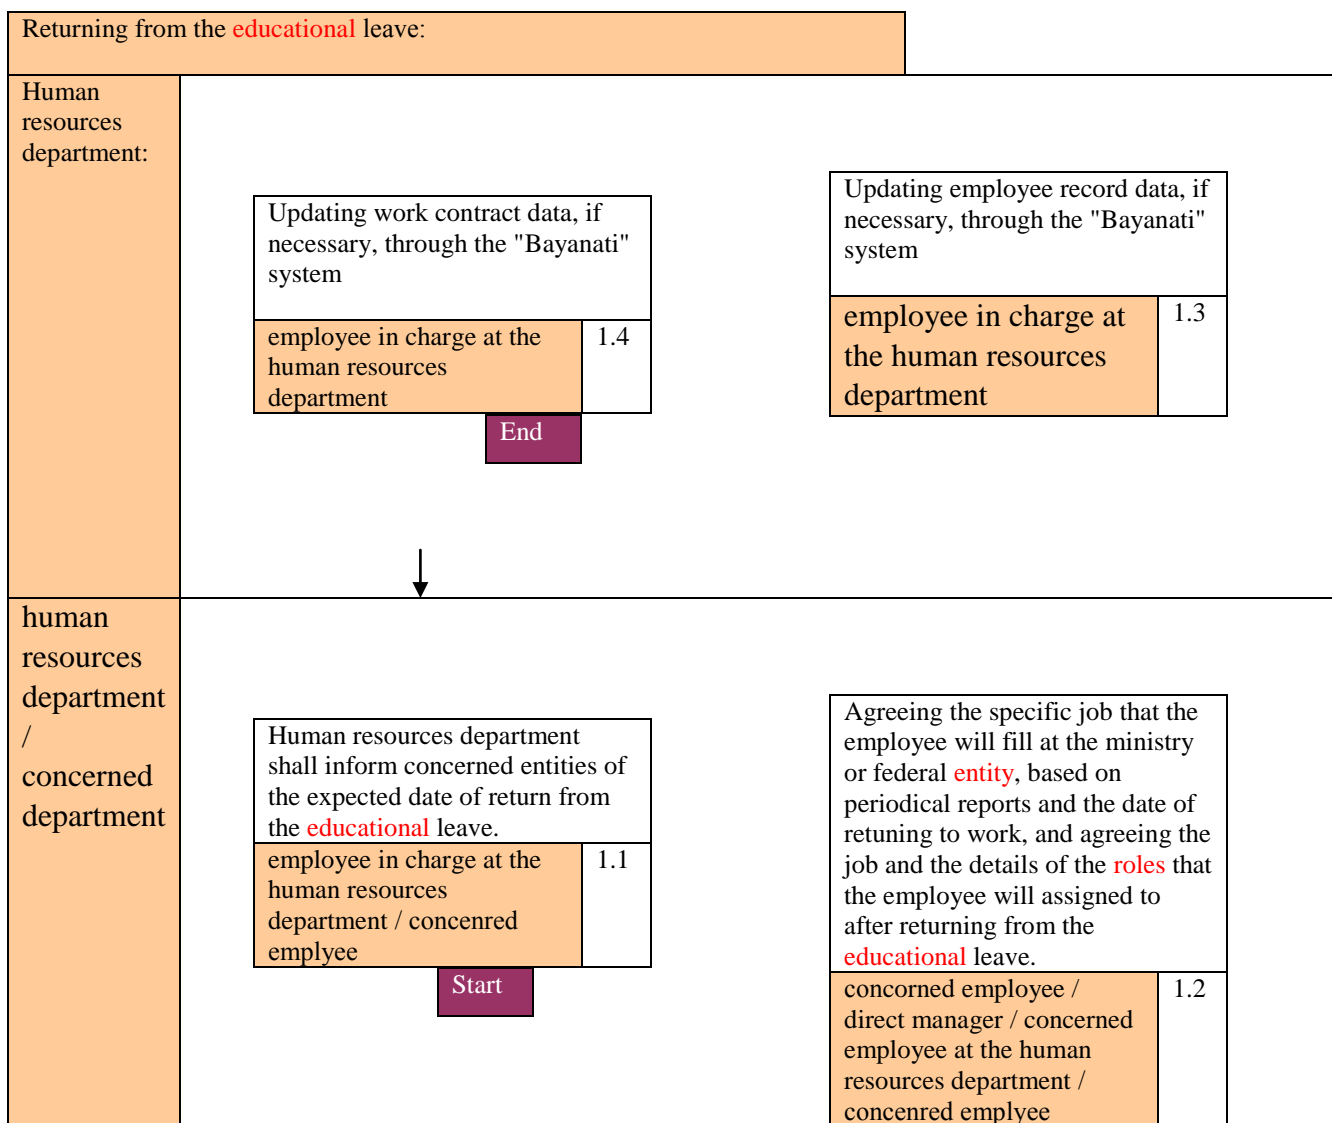 Returning from the educational leave:
Human
resources
department:
Updating work contract data, if
necessary, through the "Bayanati"
system
employee in charge at the
human resources
department
1.4
End
Updating employee record data, if
necessary, through the "Bayanati"
system
employee in charge at
the human resources
department
1.3
human
resources
department
/
concerned
department
Human resources department
shall inform concerned entities of
the expected date of return from
the educational leave.
employee in charge at the
human resources
department / concenred
emplyee
1.1
Start
Agreeing the specific job that the
employee will fill at the ministry
or federal entity, based on
periodical reports and the date of
retuning to work, and agreeing the
job and the details of the roles that
the employee will assigned to
after returning from the
educational leave.
concorned employee /
direct manager / concerned
employee at the human
resources department /
concenred emplyee
1.2